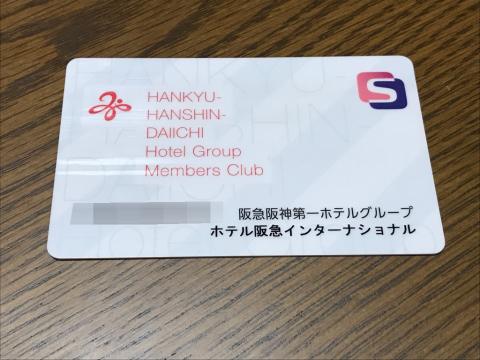 HANKYU-
HANSHIN-
DAIICHI
Hotel Group
Members Club
S
阪急阪神第一ホテルグループ
ホテル阪急インターナショナル